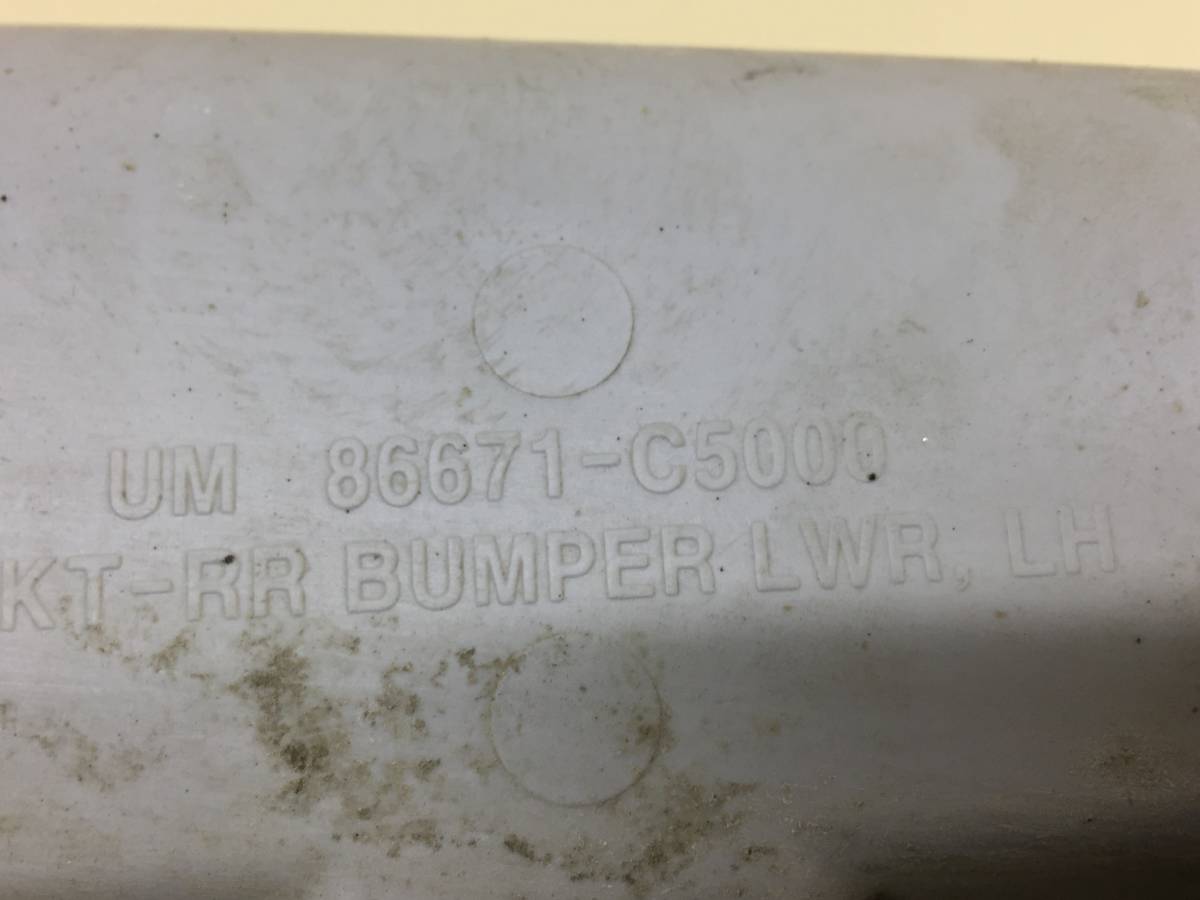 UM 86671-C5000
KT-RR BUMPER LWR, LH